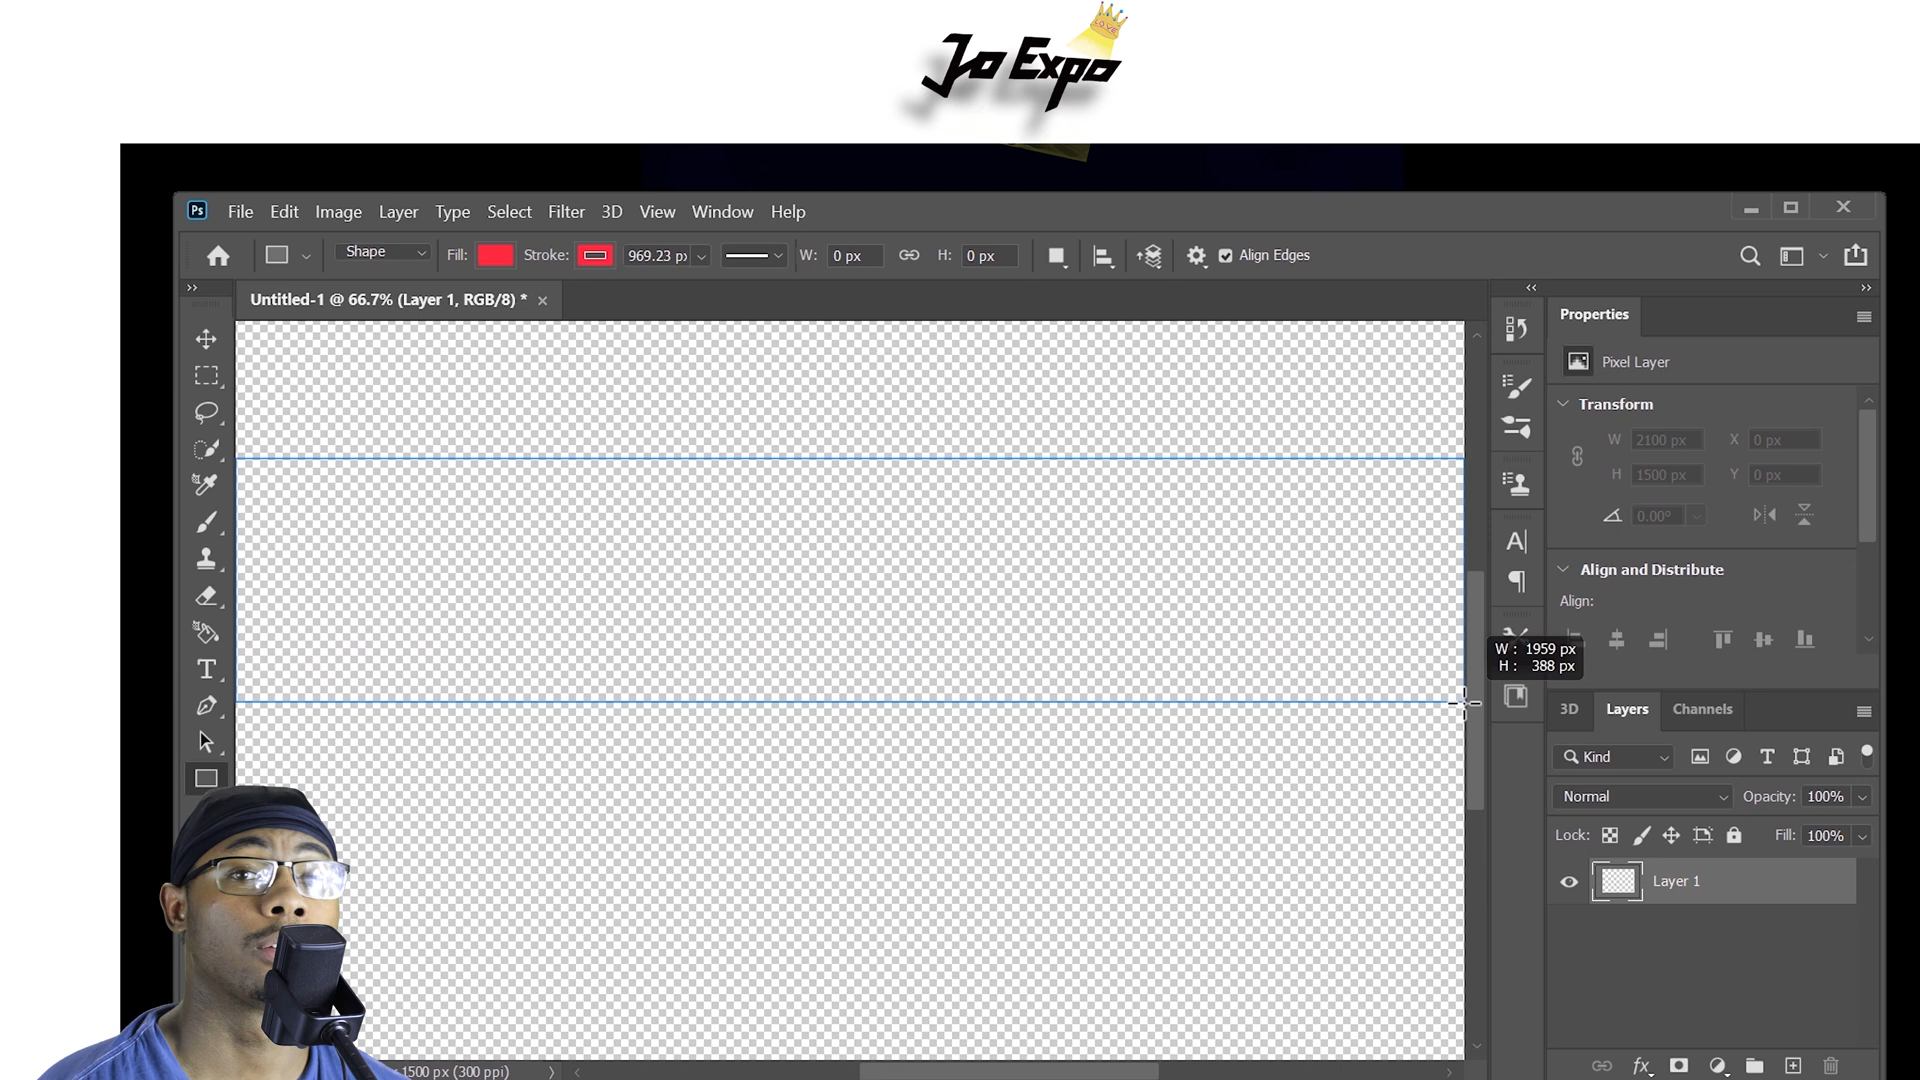 LOVE
Jo Expo
Ps File Edit Image Layer Type Select Filter 3D View Window Help
Shape Fill: Stroke: 969.23 px W: 0 px H: 0 px Align Edges
Untitled-1 @ 66.7% (Layer 1, RGB/8) *
Properties
Pixel Layer
Transform
W 2100 px X 0 px
H 1500 px Y 0 px
0.00°
Align and Distribute
Align:
W : 1959 px
H : 388 px
3D Layers Channels
Kind
Normal Opacity: 100%
Lock: Fill: 100%
Layer 1
fx
1500 px (300 ppi)